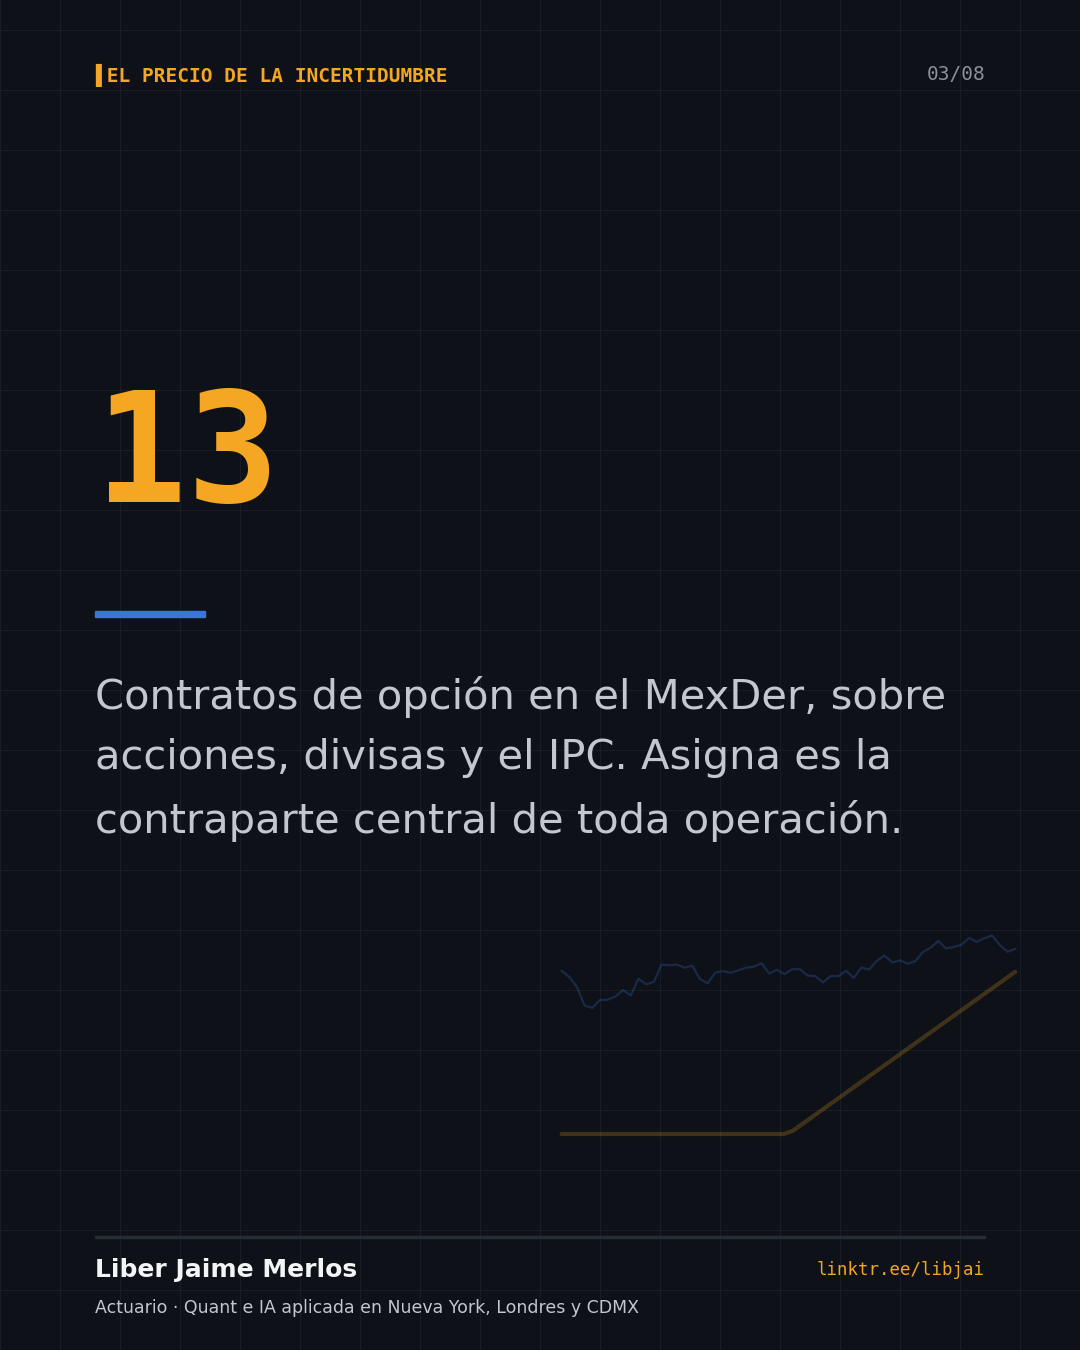 EL PRECIO DE LA INCERTIDUMBRE
03/08
13
Contratos de opción en el MexDer, sobre
acciones, divisas y el IPC. Asigna es la
contraparte central de toda operación.
Liber Jaime Merlos
linktr.ee/libjai
Actuario · Quant e IA aplicada en Nueva York, Londres y CDMX